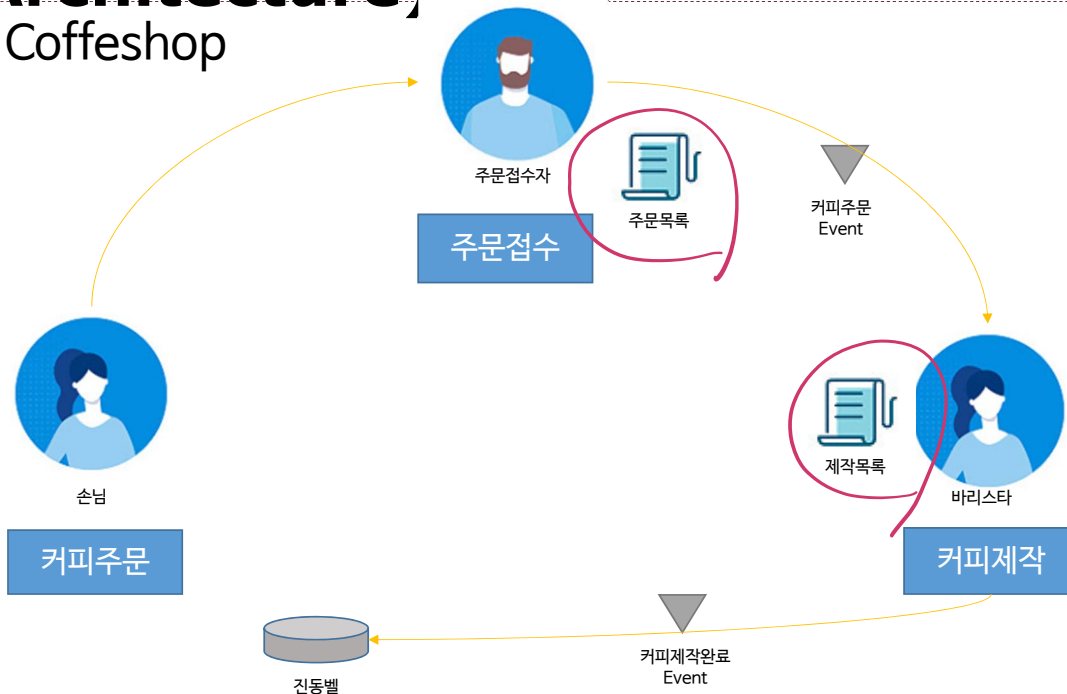 Coffeshop
주문접수자
주문목록
주문접수
커피주문
Event
제작목록
손님
바리스타
커피주문
커피제작
커피제작완료
Event
진동벨